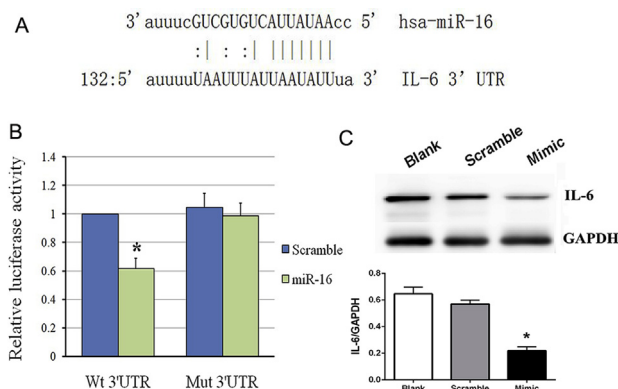 A
3' auuucGUCGUGUCAUUAUAAcc 5' hsa-miR-16
:| : :| |||||||
132:5' auuuuUAAUUUAUUAAUAUUua 3' IL-6 3' UTR
B
Relative luciferase activity
1.4
1.2
1
0.8
0.6
0.4
0.2
0
*
Wt 3'UTR Mut 3'UTR
Scramble
miR-16
C
Blank Scramble Mimic
IL-6
GAPDH
IL-6/GAPDH
0.8
0.6
0.4
0.2
0.0
*
Blank Scramble Mimic